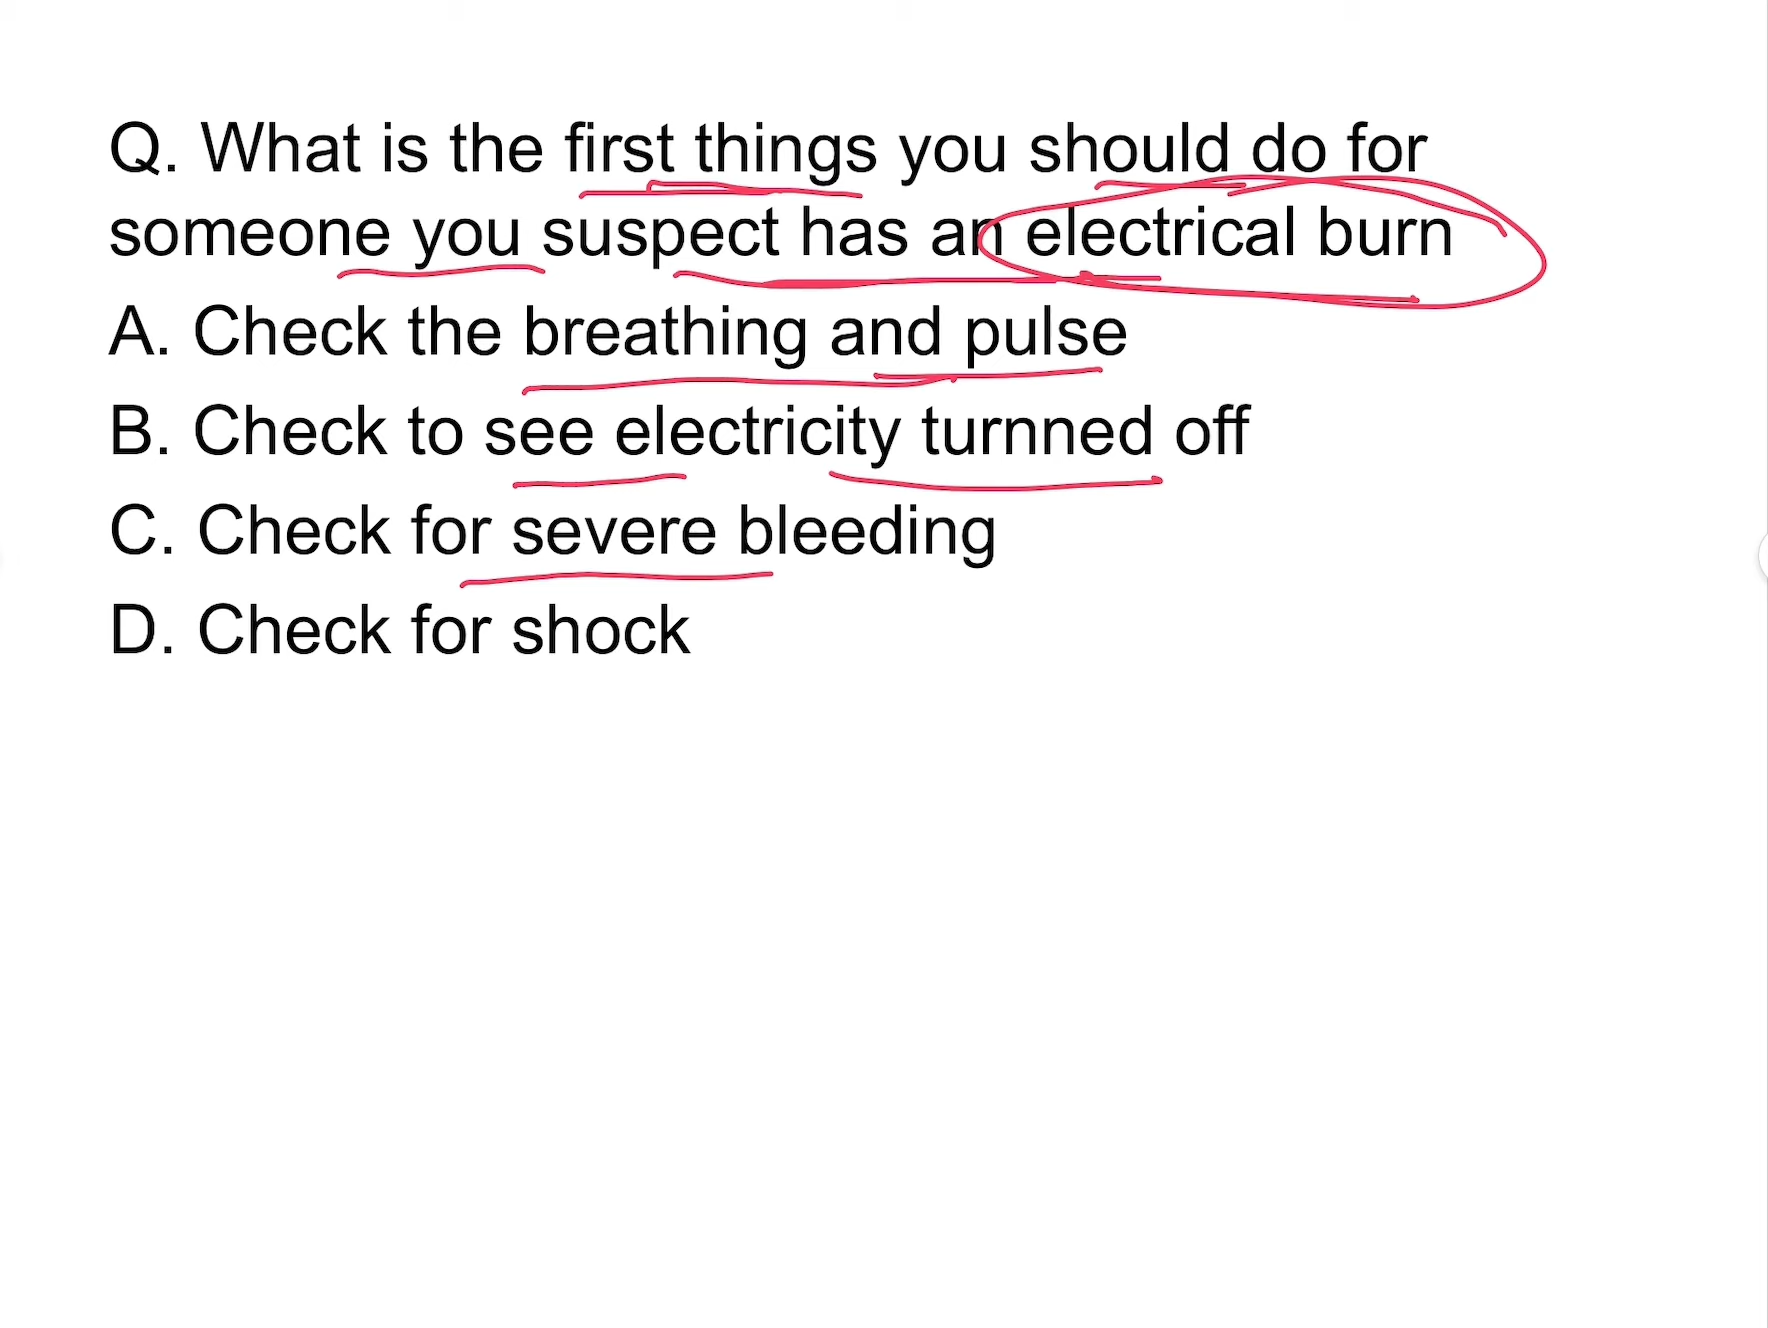 Q. What is the first things you should do for
someone you suspect has an electrical burn
A. Check the breathing and pulse
B. Check to see electricity turnned off
C. Check for severe bleeding
D. Check for shock